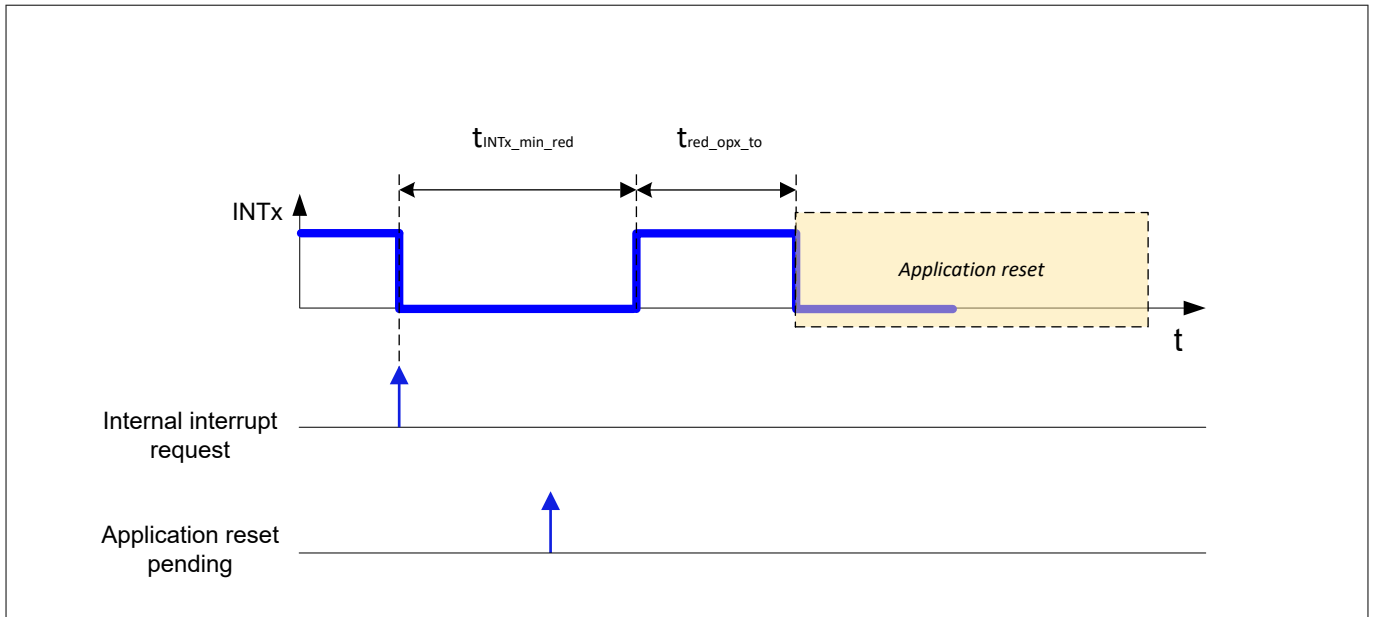 tINTx_min_red
tred_opx_to
INTx
Application reset
t
Internal interrupt
request
Application reset
pending